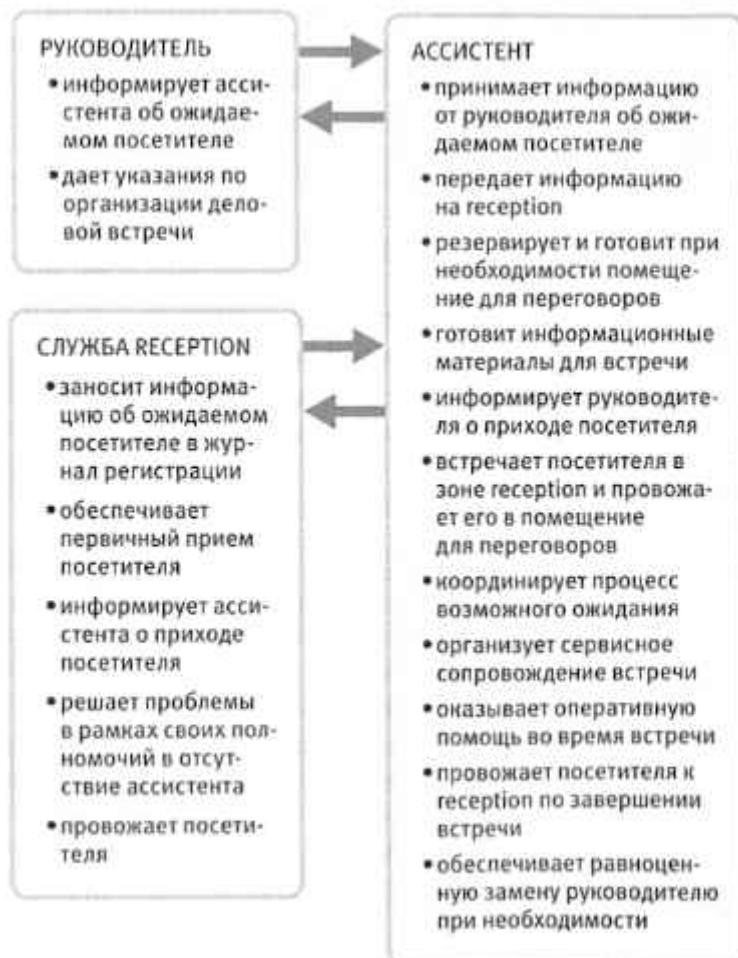 РУКОВОДИТЕЛЬ
• информирует асси-
стента об ожидае-
мом посетителе
• дает указания по
организации дело-
вой встречи
СЛУЖБА RECEPTION
• заносит информа-
цию об ожидаемом
посетителе в жур-
нал регистрации
• обеспечивает
первичный прием
посетителя
• информирует асси-
стента о приходе
посетителя
• решает проблемы
в рамках своих пол-
номочий в отсут-
ствие ассистента
• провожает посети-
теля
АССИСТЕНТ
• принимает информацию
от руководителя об ожи-
даемом посетителе
• передает информацию
на reception
• резервирует и готовит при
необходимости помеще-
ние для переговоров
• готовит информационные
материалы для встречи
• информирует руководите-
ля о приходе посетителя
• встречает посетителя в
зоне reception и провожа-
ет его в помещение
для переговоров
• координирует процесс
возможного ожидания
• организует сервисное
сопровождение встречи
• оказывает оперативную
помощь во время встречи
• провожает посетителя к
reception по завершении
встречи
• обеспечивает равноцен-
ную замену руководителю
при необходимости